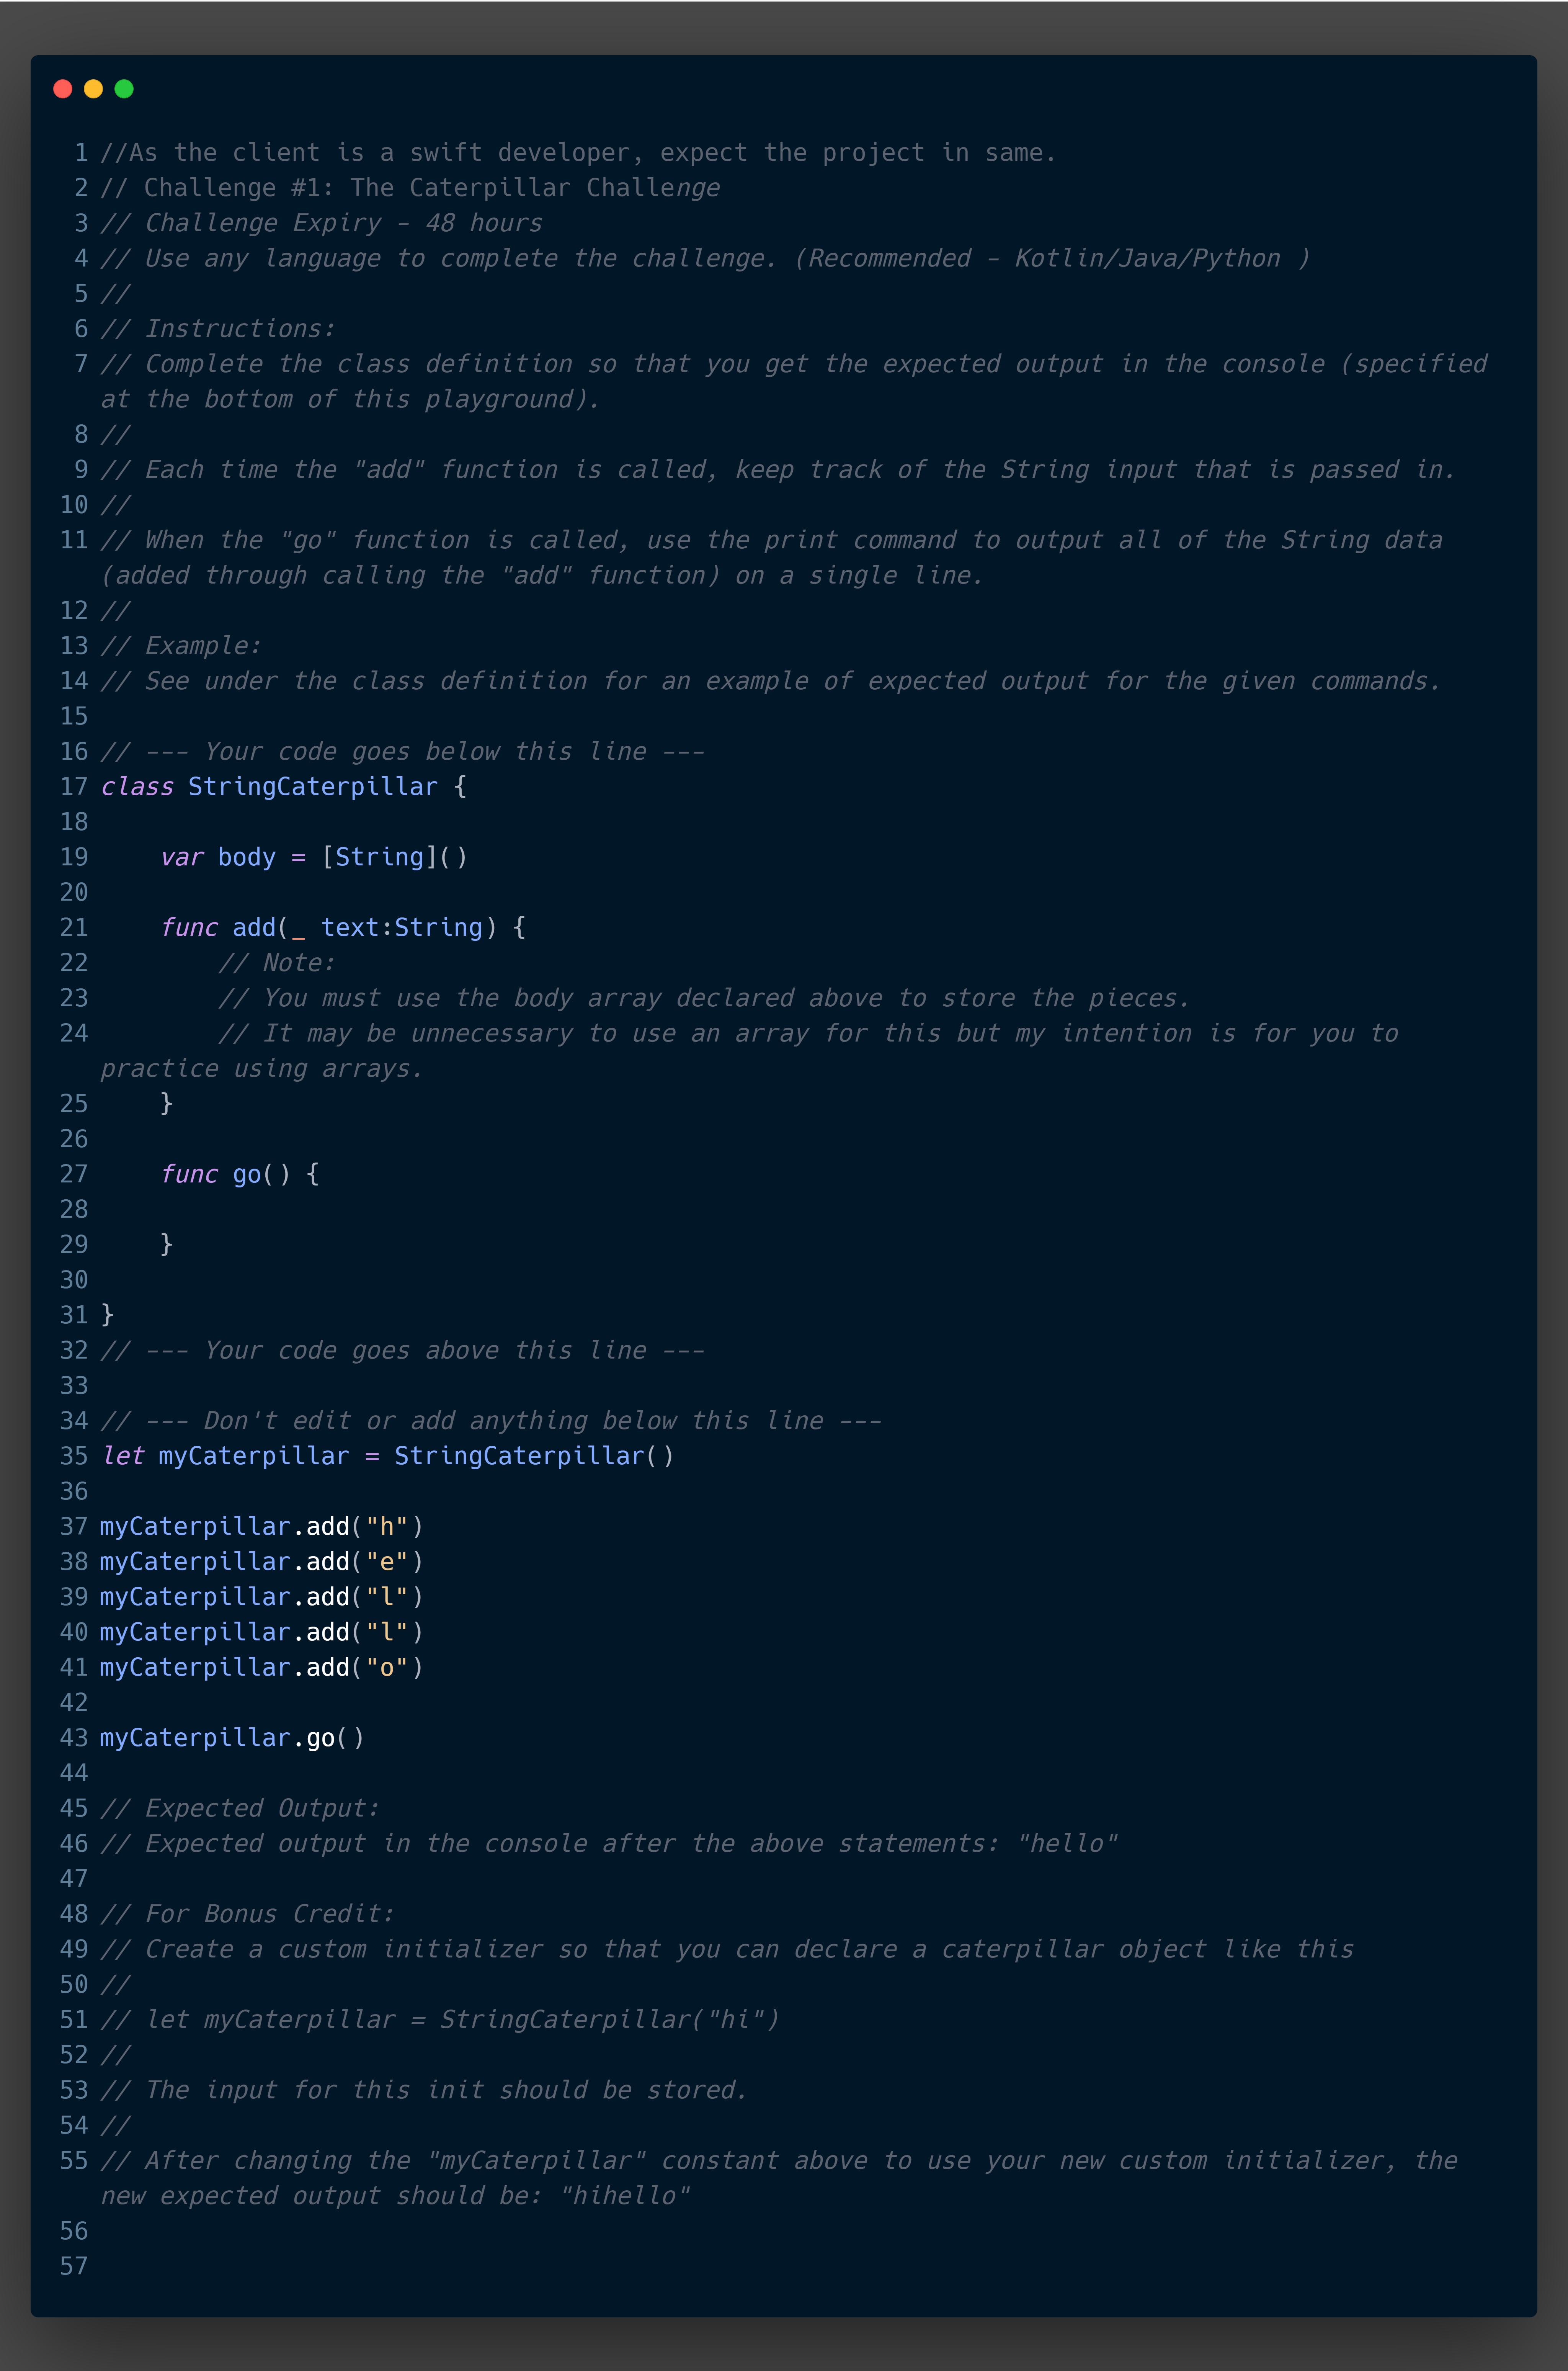 1 //As the client is a swift developer, expect the project in same.
2 // Challenge #1: The Caterpillar Challenge
3 // Challenge Expiry - 48 hours
4 // Use any language to complete the challenge. (Recommended - Kotlin/Java/Python )
5 //
6 // Instructions:
7 // Complete the class definition so that you get the expected output in the console (specified
at the bottom of this playground).
8 //
9 // Each time the "add" function is called, keep track of the String input that is passed in.
10 //
11 // When the "go" function is called, use the print command to output all of the String data
(added through calling the "add" function) on a single line.
12 //
13 // Example:
14 // See under the class definition for an example of expected output for the given commands.
15
16 // --- Your code goes below this line ---
17 class StringCaterpillar {
18
19     var body = [String]()
20
21     func add(_ text:String) {
22         // Note:
23         // You must use the body array declared above to store the pieces.
24         // It may be unnecessary to use an array for this but my intention is for you to
practice using arrays.
25     }
26
27     func go() {
28
29     }
30
31 }
32 // --- Your code goes above this line ---
33
34 // --- Don't edit or add anything below this line ---
35 let myCaterpillar = StringCaterpillar()
36
37 myCaterpillar.add("h")
38 myCaterpillar.add("e")
39 myCaterpillar.add("l")
40 myCaterpillar.add("l")
41 myCaterpillar.add("o")
42
43 myCaterpillar.go()
44
45 // Expected Output:
46 // Expected output in the console after the above statements: "hello"
47
48 // For Bonus Credit:
49 // Create a custom initializer so that you can declare a caterpillar object like this
50 //
51 // let myCaterpillar = StringCaterpillar("hi")
52 //
53 // The input for this init should be stored.
54 //
55 // After changing the "myCaterpillar" constant above to use your new custom initializer, the
new expected output should be: "hihello"
56
57